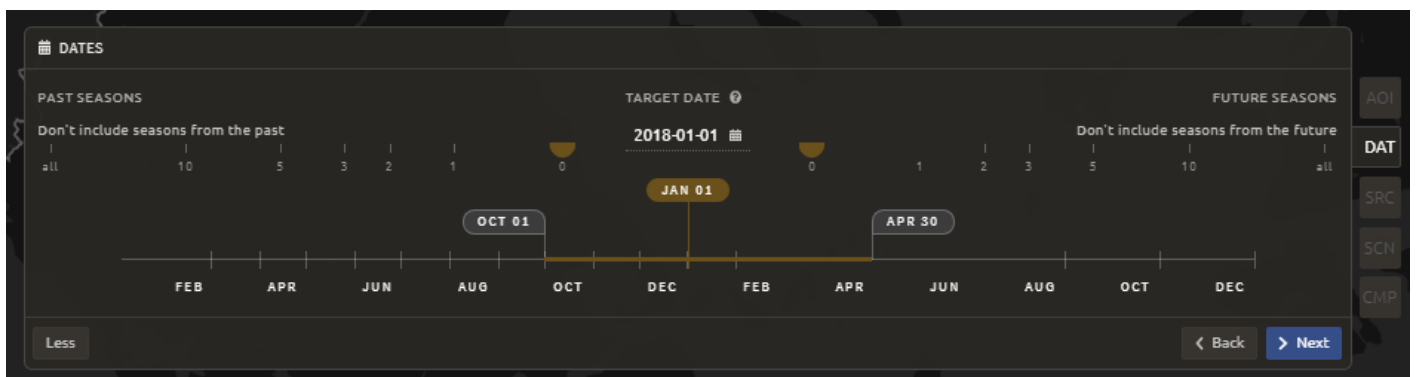 DATES
PAST SEASONS
TARGET DATE
FUTURE SEASONS
Don't include seasons from the past
2018-01-01
Don't include seasons from the future
all 10 5 3 2 1 0 0 1 2 3 5 10 all
JAN 01
OCT 01
APR 30
FEB APR JUN AUG OCT DEC FEB APR JUN AUG OCT DEC
Less
Back
Next
AOI
DAT
SRC
SCN
CMP